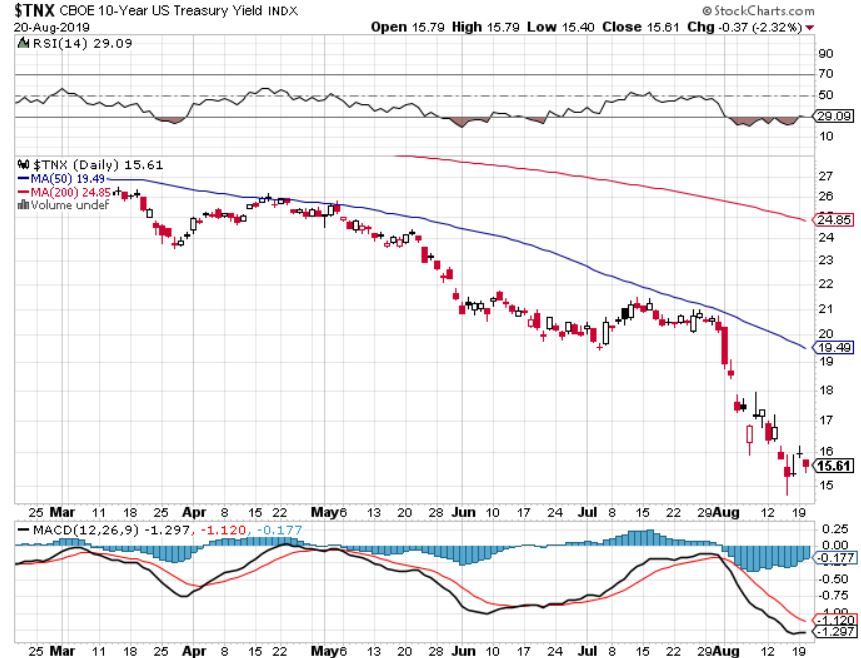 $TNX CBOE 10-Year US Treasury Yield INDX
© StockCharts.com
20-Aug-2019
Open 15.79 High 15.79 Low 15.40 Close 15.61 Chg -0.37 (-2.32%)
RSI(14) 29.09
90
70
50
29.09
10
$TNX (Daily) 15.61
MA(50) 19.49
MA(200) 24.85
Volume undef
27
26
24.85
24
23
22
21
20
19.49
19
18
17
16
15.61
15
25 Mar 11 18 25 Apr 8 15 22 May 6 13 20 28 Jun 10 17 24 Jul 8 15 22 29 Aug 12 19
MACD(12,26,9) -1.297, -1.120, -0.177
0.25
0.00
-0.177
-0.50
-0.75
-1.00
-1.120
-1.297
25 Mar 11 18 25 Apr 8 15 22 May 6 13 20 28 Jun 10 17 24 Jul 8 15 22 29 Aug 12 19